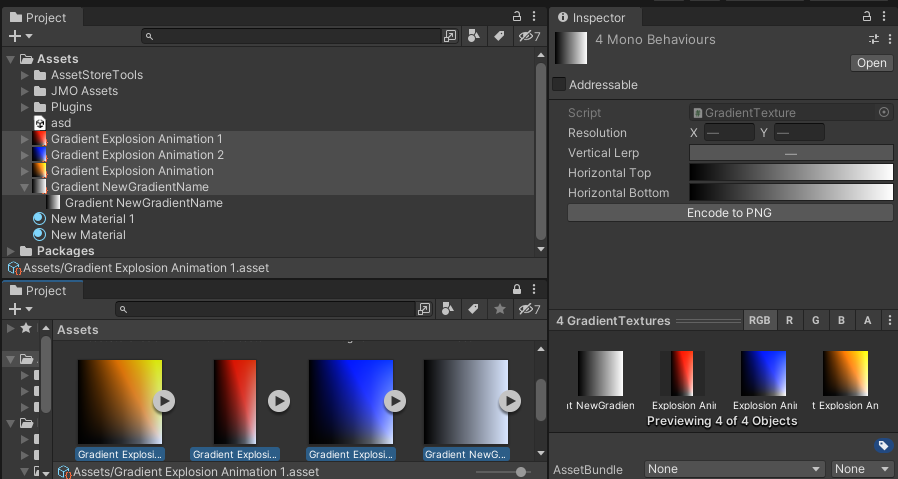 Project
7
Assets
AssetStoreTools
JMO Assets
Plugins
asd
Gradient Explosion Animation 1
Gradient Explosion Animation 2
Gradient Explosion Animation
Gradient NewGradientName
Gradient NewGradientName
New Material 1
New Material
Packages
Assets/Gradient Explosion Animation 1.asset
Project
7
Assets
Gradient Explosi... Gradient Explosi... Gradient Explosi... Gradient NewG...
Assets/Gradient Explosion Animation 1.asset
Inspector
4 Mono Behaviours
Open
Addressable
Script GradientTexture
Resolution X — Y —
Vertical Lerp —
Horizontal Top
Horizontal Bottom
Encode to PNG
4 GradientTextures RGB R G B A
nt NewGradien Explosion Ani Explosion Ani t Explosion An
Previewing 4 of 4 Objects
AssetBundle None None